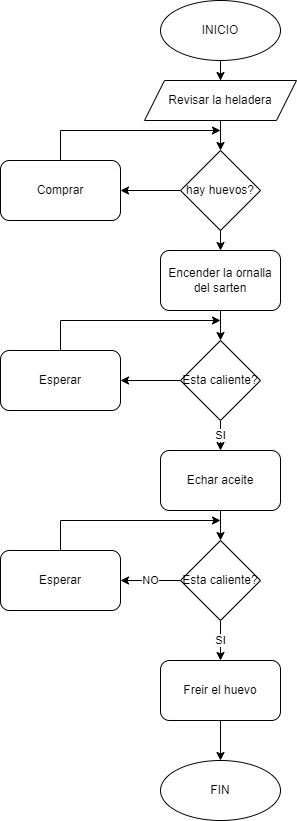 INICIO
Revisar la heladera
Comprar
hay huevos?
Encender la ornalla
del sarten
Esperar
Esta caliente?
SI
Echar aceite
Esperar
NO
Esta caliente?
SI
Freir el huevo
FIN